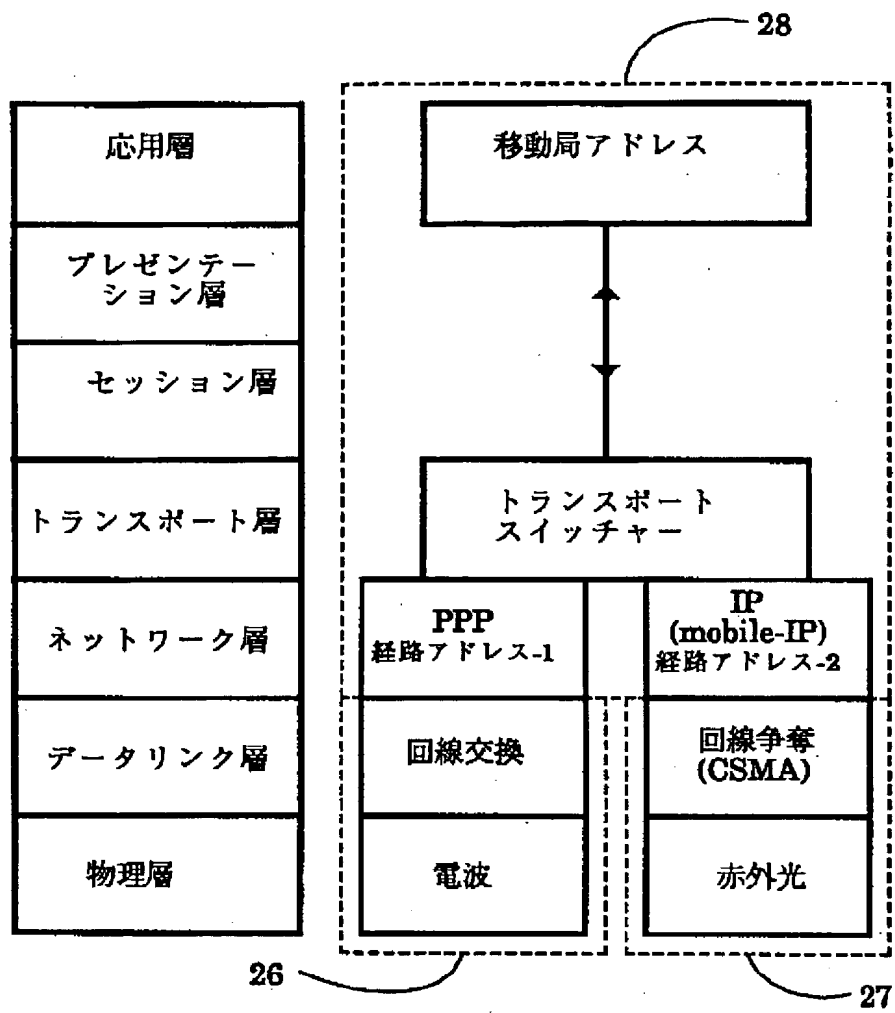 28
応用層
プレゼンテー
ション層
セッション層
トランスポート層
ネットワーク層
データリンク層
物理層
移動局アドレス
トランスポート
スイッチャー
PPP
経路アドレス-1
IP
(mobile-IP)
経路アドレス-2
回線交換
回線争奪
(CSMA)
電波
赤外光
26
27